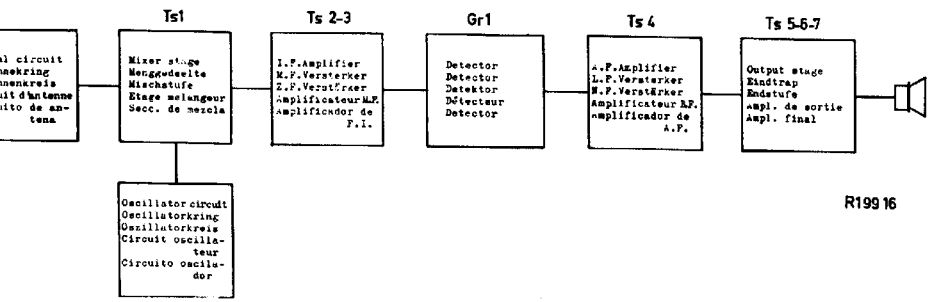 Ts1
Ts 2-3
Gr1
Ts 4
Ts 5-6-7
al circuit
nnekring
nnenkreis
uit d'antenne
uito de an-
tena
Mixer stage
Menggedeelte
Mischstufe
Etage melangeur
Secc. de mezcla
I.F.Amplifier
M.F.Versterker
Z.F.Verstärker
Amplificateur M.F.
Amplificador de
F.I.
Detector
Detector
Detektor
Détecteur
Detector
A.F.Amplifier
L.F.Versterker
N.F.Verstärker
Amplificateur B.F.
Amplificador de
A.F.
Output stage
Eindtrap
Endstufe
Ampl. de sortie
Ampl. final
Oscillator circuit
Oscillatorkring
Oszillatorkreis
Circuit oscilla-
teur
Circuito oscila-
dor
R199 16